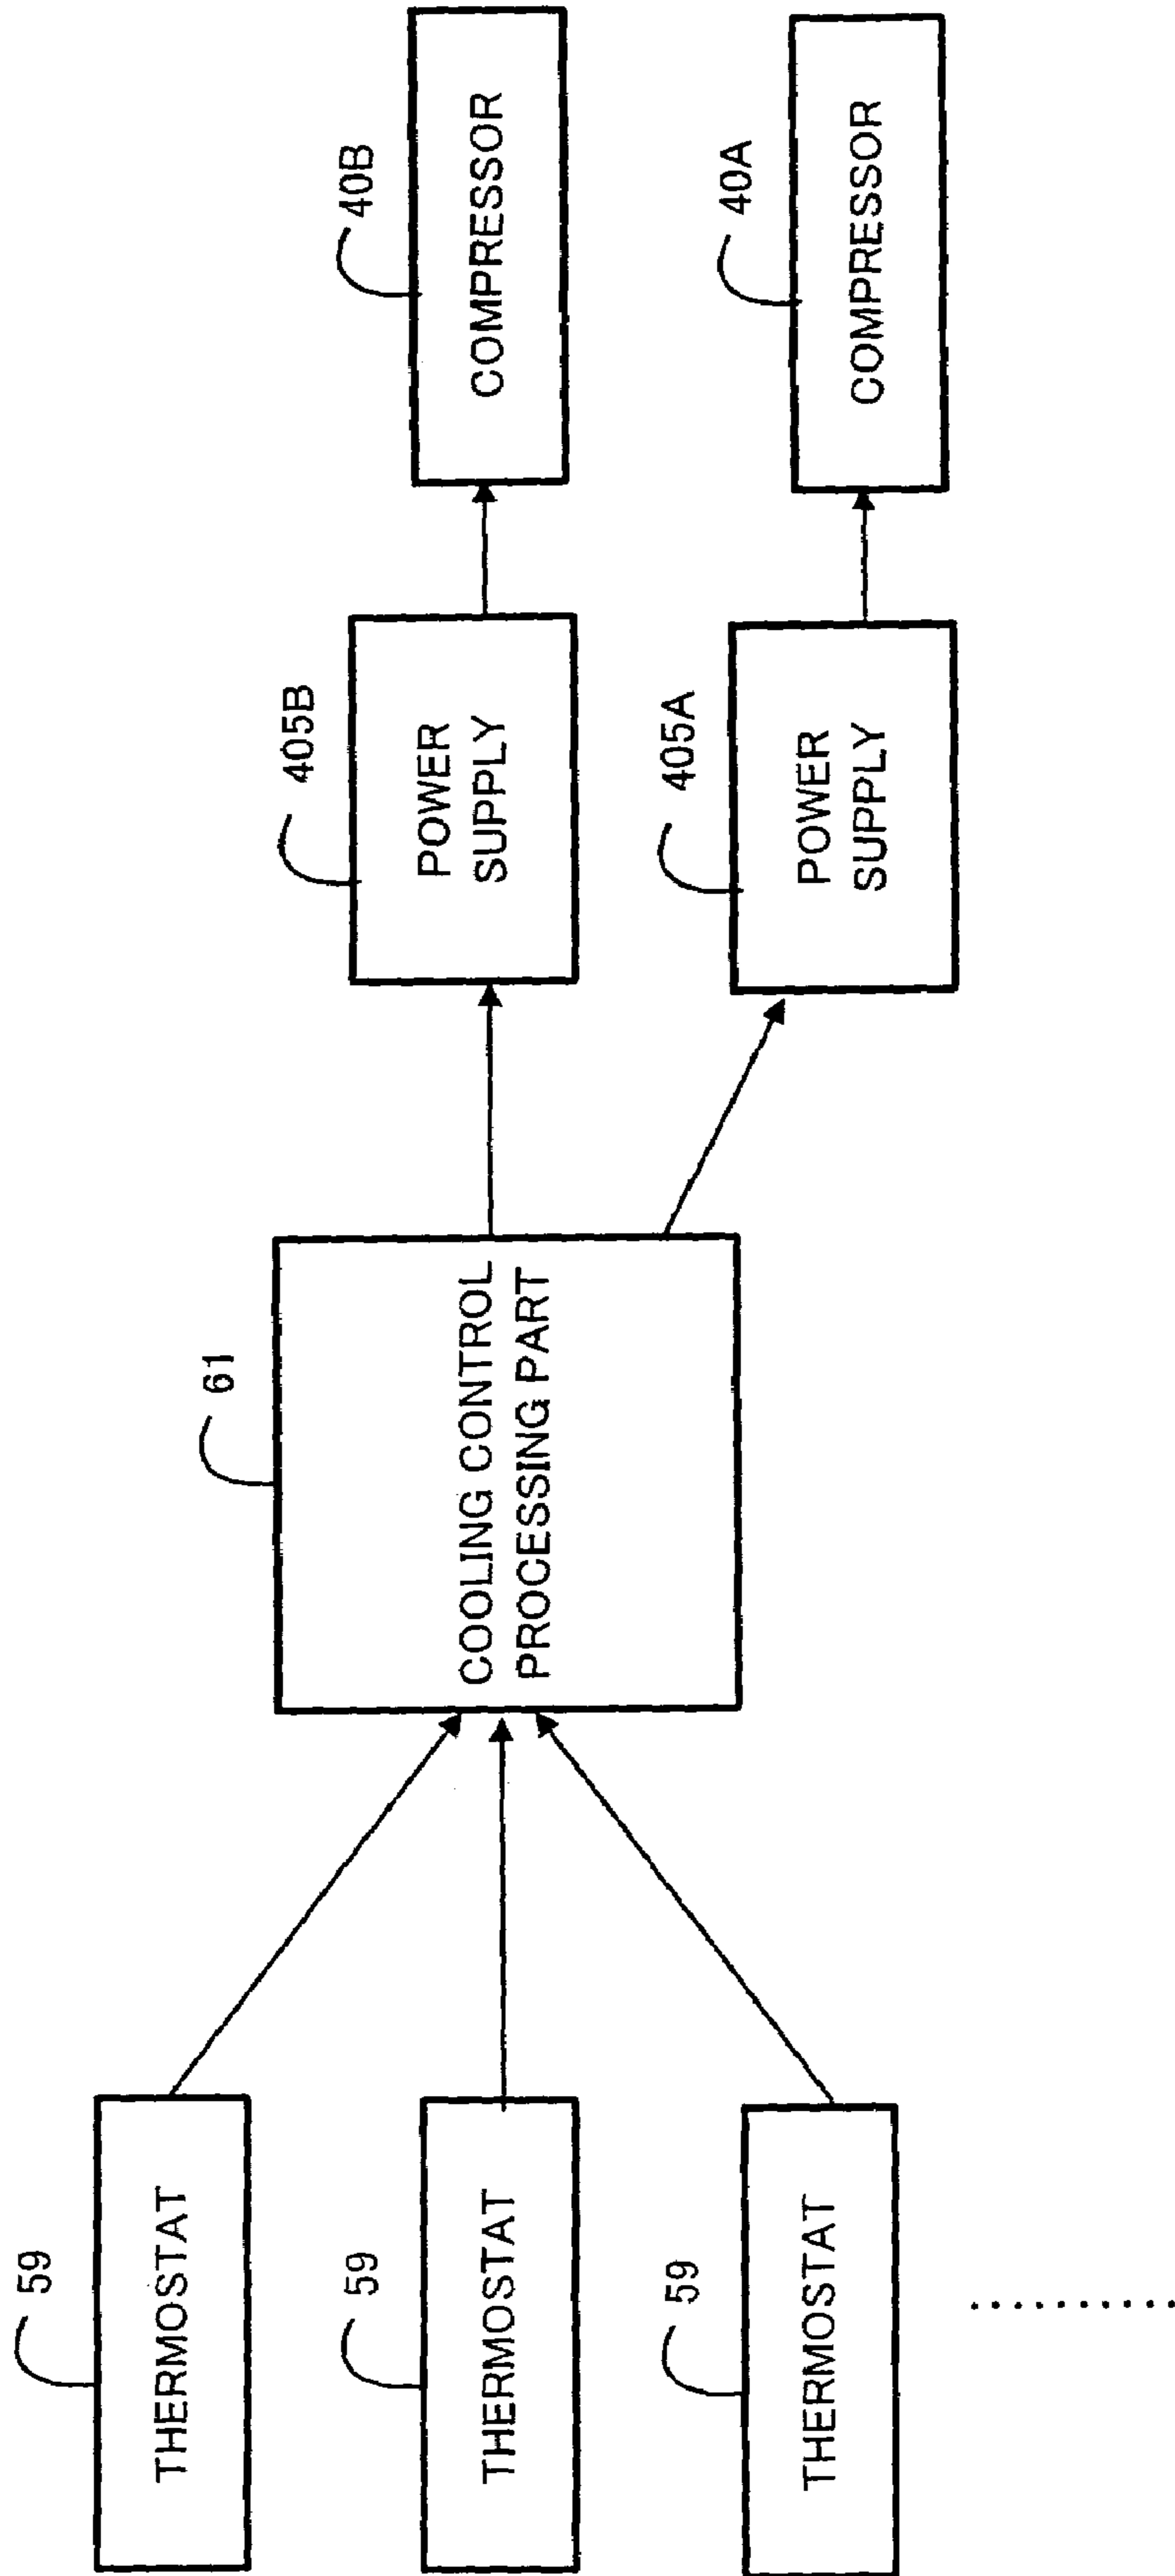 59
THERMOSTAT
59
THERMOSTAT
59
THERMOSTAT
61
COOLING CONTROL
PROCESSING PART
405B
POWER
SUPPLY
405A
POWER
SUPPLY
40B
COMPRESSOR
40A
COMPRESSOR